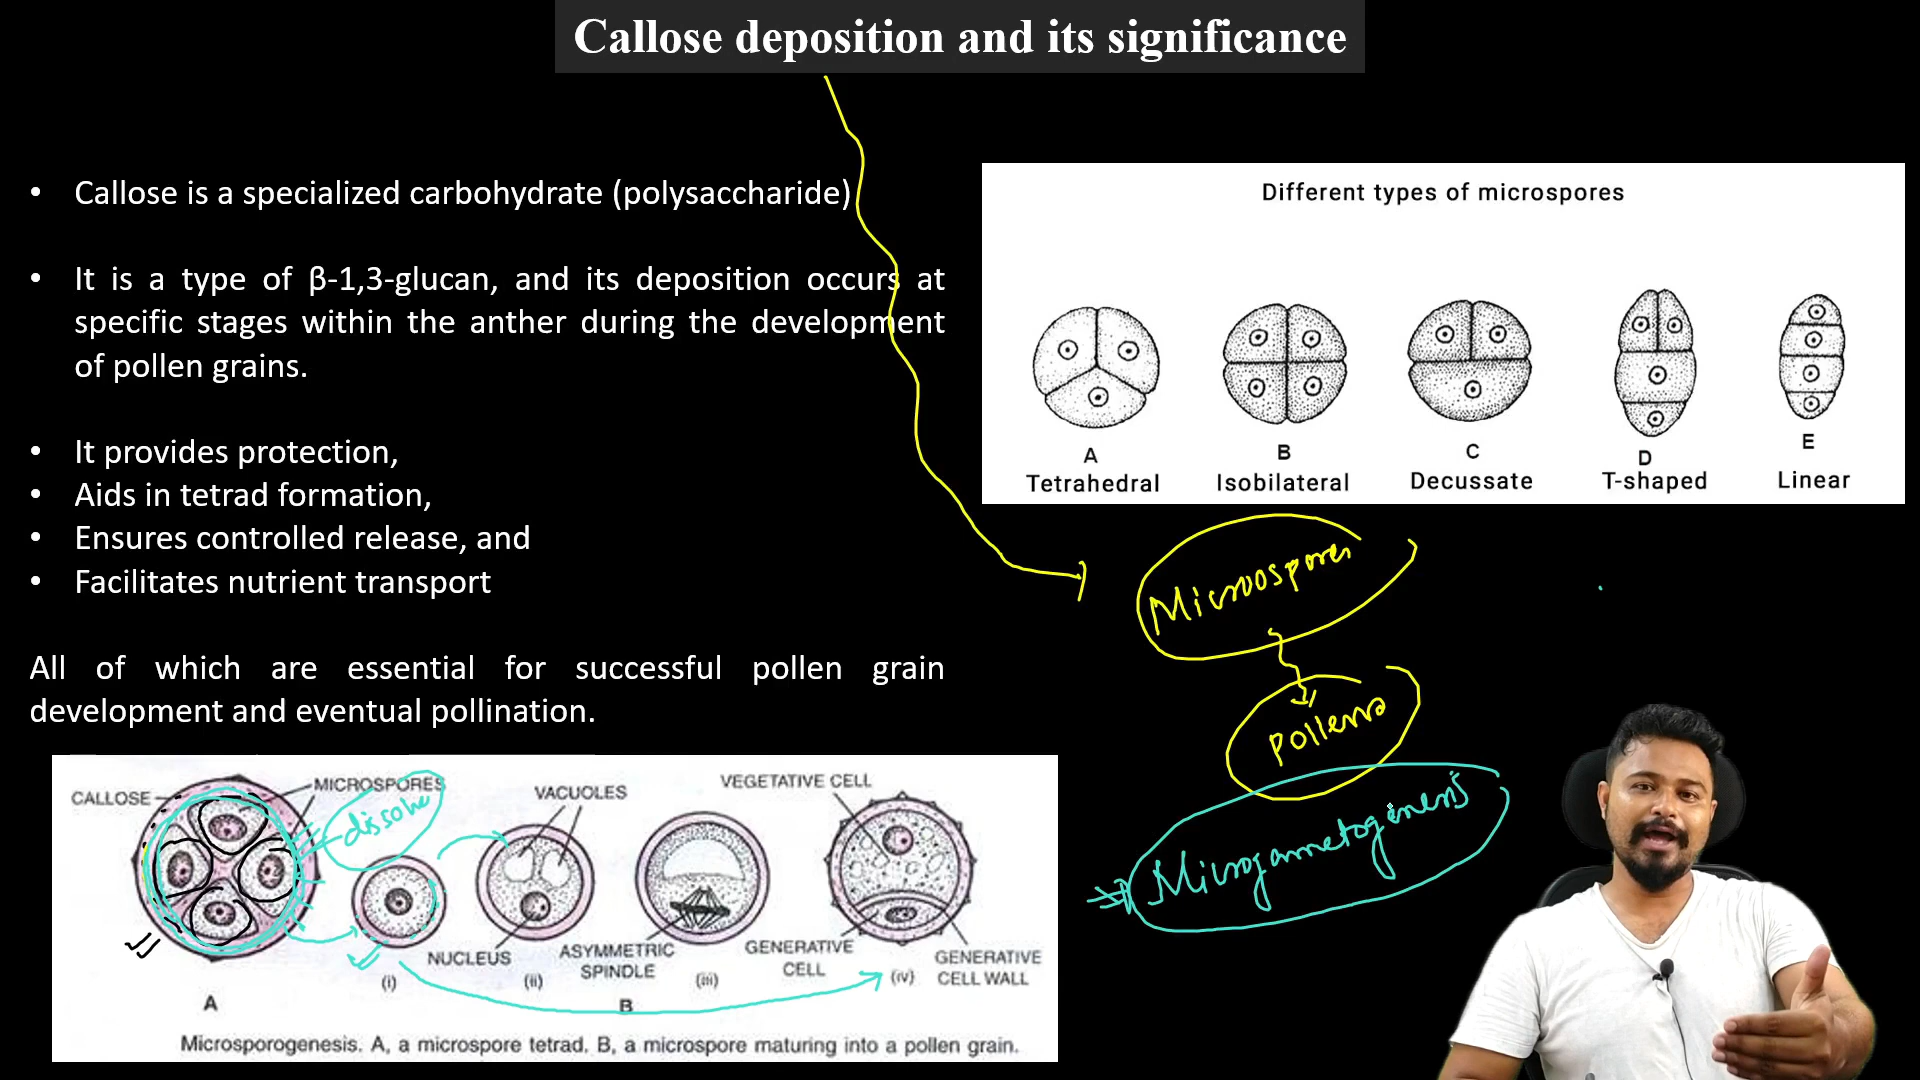 Callose deposition and its significance
• Callose is a specialized carbohydrate (polysaccharide)
• It is a type of β-1,3-glucan, and its deposition occurs at
specific stages within the anther during the development
of pollen grains.
• It provides protection,
• Aids in tetrad formation,
• Ensures controlled release, and
• Facilitates nutrient transport
All of which are essential for successful pollen grain
development and eventual pollination.
Different types of microspores
A
Tetrahedral
B
Isobilateral
C
Decussate
D
T-shaped
E
Linear
Microospores
Pollens
Microgametogenesis
CALLOSE
MICROSPORES
dissolve
VACUOLES
VEGETATIVE CELL
NUCLEUS
ASYMMETRIC
SPINDLE
GENERATIVE
CELL
GENERATIVE
CELL WALL
(i)
(ii)
(iii)
(iv)
A
B
Microsporogenesis. A, a microspore tetrad. B, a microspore maturing into a pollen grain.